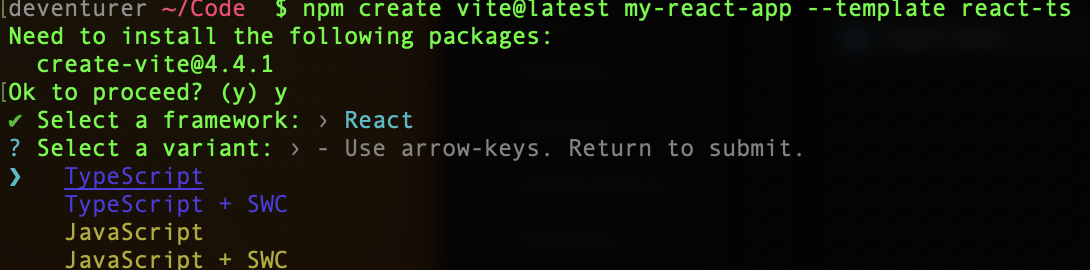 [deventurer ~/Code $ npm create vite@latest my-react-app --template react-ts
Need to install the following packages:
create-vite@4.4.1
[Ok to proceed? (y) y
✔ Select a framework: › React
? Select a variant: › - Use arrow-keys. Return to submit.
❯ TypeScript
TypeScript + SWC
JavaScript
JavaScript + SWC